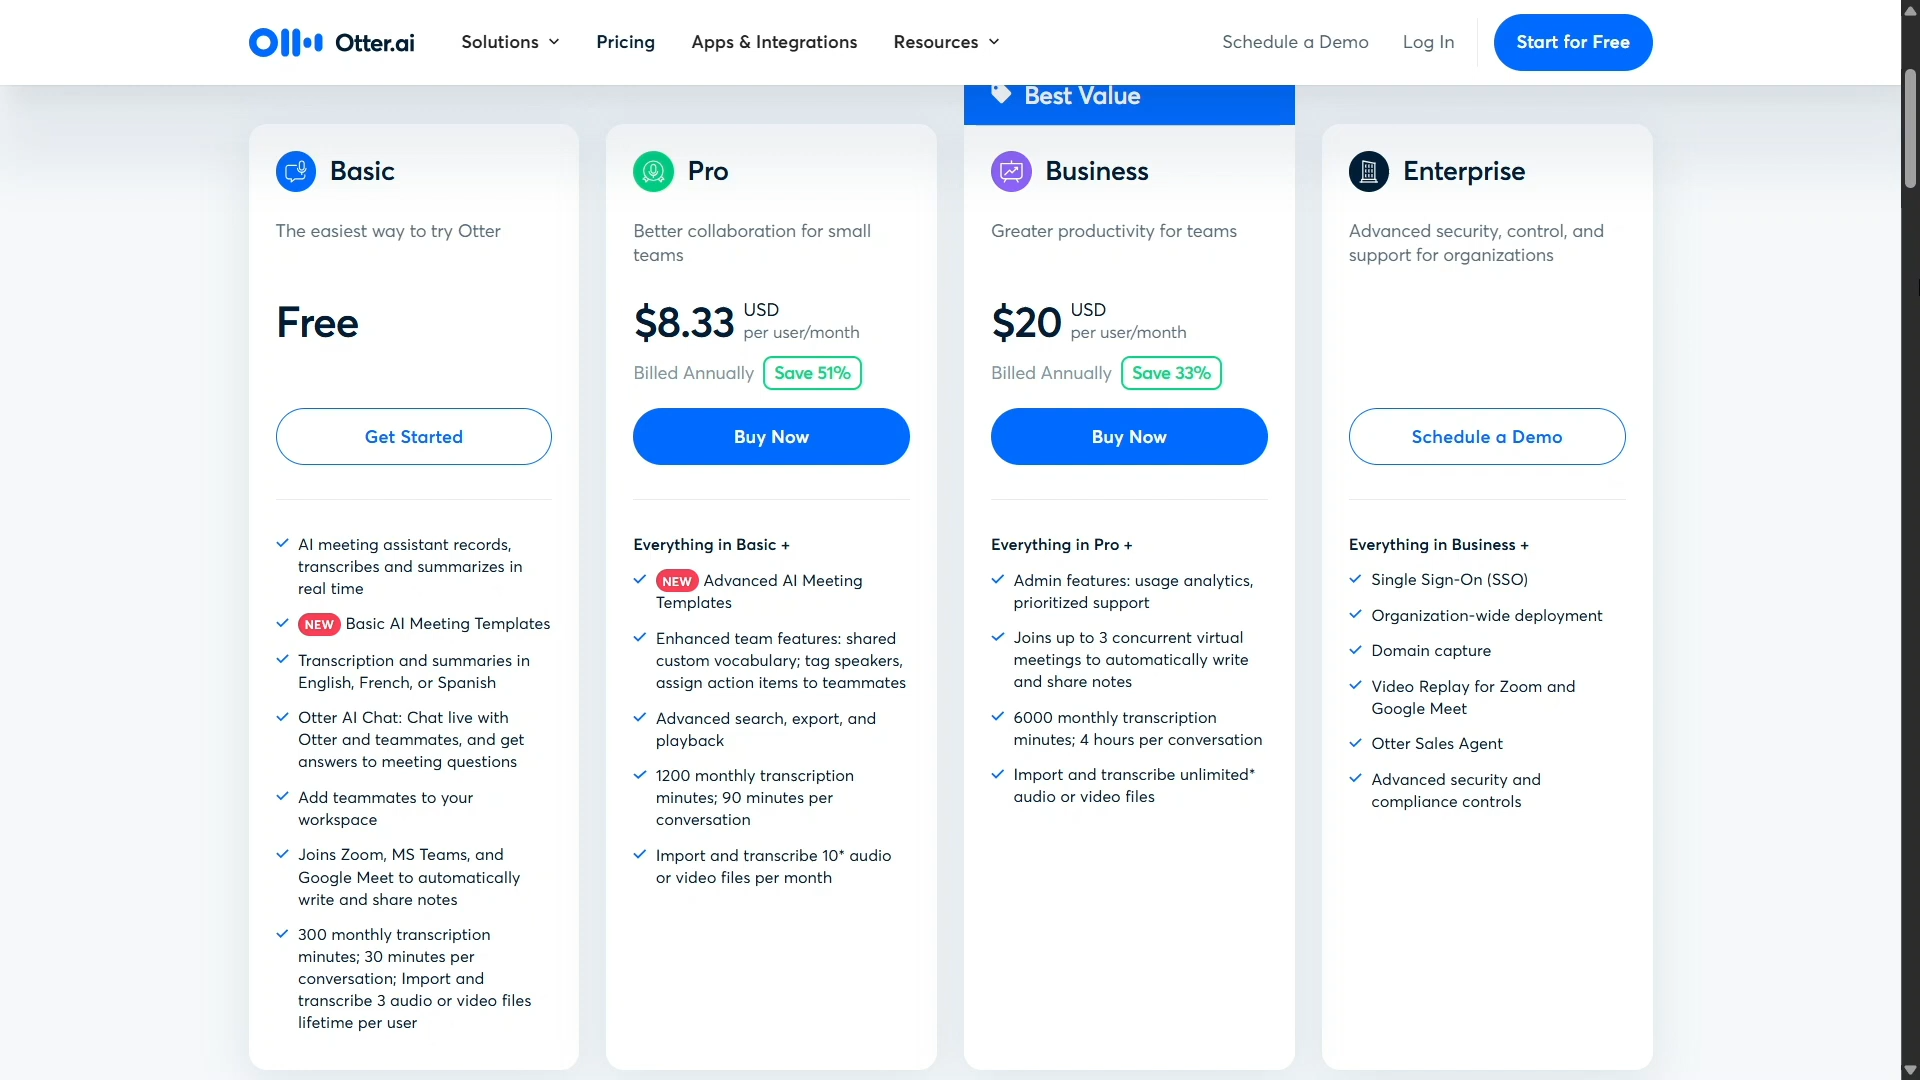 Otter.ai
Solutions
Pricing
Apps & Integrations
Resources
Schedule a Demo
Log In
Start for Free
Best Value
Basic
The easiest way to try Otter
Free
Get Started
AI meeting assistant records,
transcribes and summarizes in
real time
NEW Basic AI Meeting Templates
Transcription and summaries in
English, French, or Spanish
Otter AI Chat: Chat live with
Otter and teammates, and get
answers to meeting questions
Add teammates to your
workspace
Joins Zoom, MS Teams, and
Google Meet to automatically
write and share notes
300 monthly transcription
minutes; 30 minutes per
conversation; Import and
transcribe 3 audio or video files
lifetime per user
Pro
Better collaboration for small
teams
$8.33 USD
per user/month
Billed Annually Save 51%
Buy Now
Everything in Basic +
NEW Advanced AI Meeting
Templates
Enhanced team features: shared
custom vocabulary; tag speakers,
assign action items to teammates
Advanced search, export, and
playback
1200 monthly transcription
minutes; 90 minutes per
conversation
Import and transcribe 10* audio
or video files per month
Business
Greater productivity for teams
$20 USD
per user/month
Billed Annually Save 33%
Buy Now
Everything in Pro +
Admin features: usage analytics,
prioritized support
Joins up to 3 concurrent virtual
meetings to automatically write
and share notes
6000 monthly transcription
minutes; 4 hours per conversation
Import and transcribe unlimited*
audio or video files
Enterprise
Advanced security, control, and
support for organizations
Schedule a Demo
Everything in Business +
Single Sign-On (SSO)
Organization-wide deployment
Domain capture
Video Replay for Zoom and
Google Meet
Otter Sales Agent
Advanced security and
compliance controls